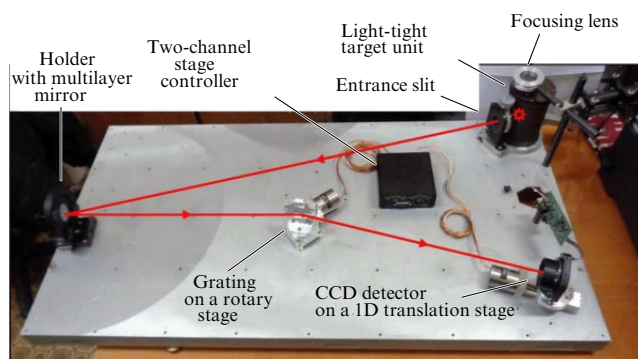 Holder
with multilayer
mirror
Two-channel
stage
controller
Light-tight
target unit
Entrance slit
Focusing lens
Grating
on a rotary
stage
CCD detector
on a 1D translation stage